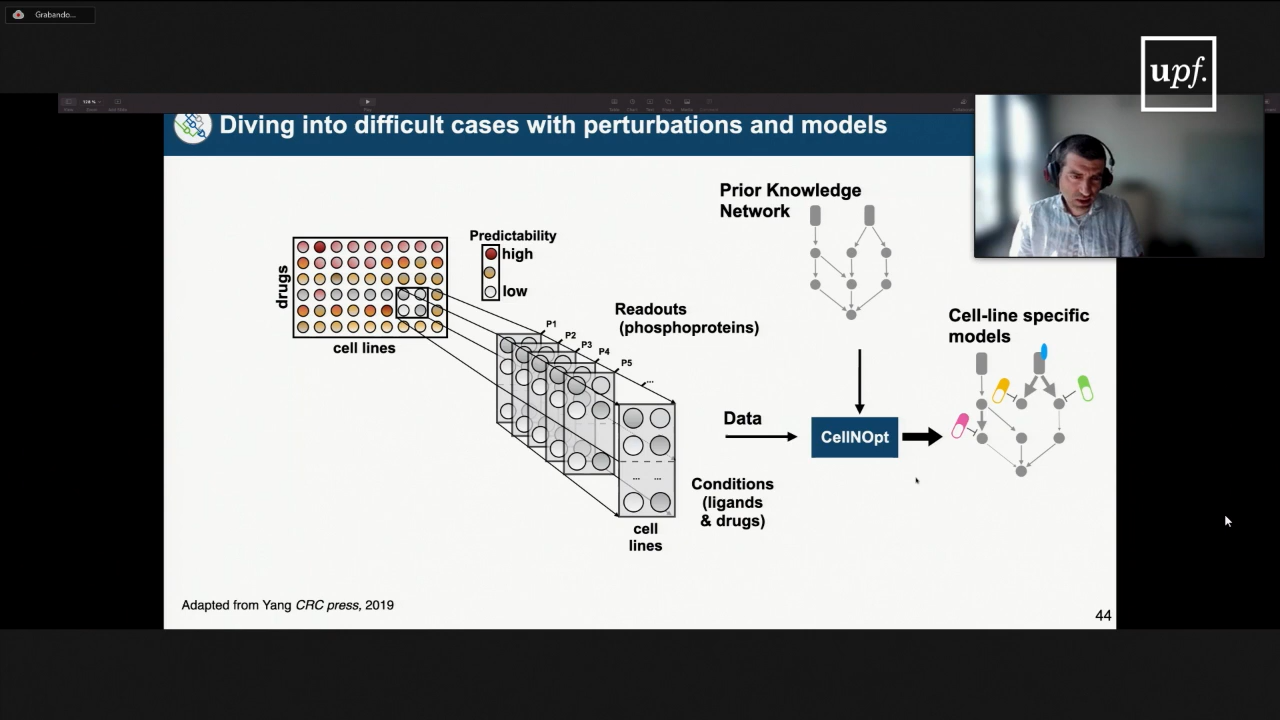 Grabando...
upf.
128 %
Diving into difficult cases with perturbations and models
Prior Knowledge
Network
Predictability
high
low
drugs
cell lines
Readouts
(phosphoproteins)
P1
P2
P3
P4
P5
...
Cell-line specific
models
Data
CellNOpt
... ...
Conditions
(ligands
& drugs)
cell
lines
Adapted from Yang CRC press, 2019
44